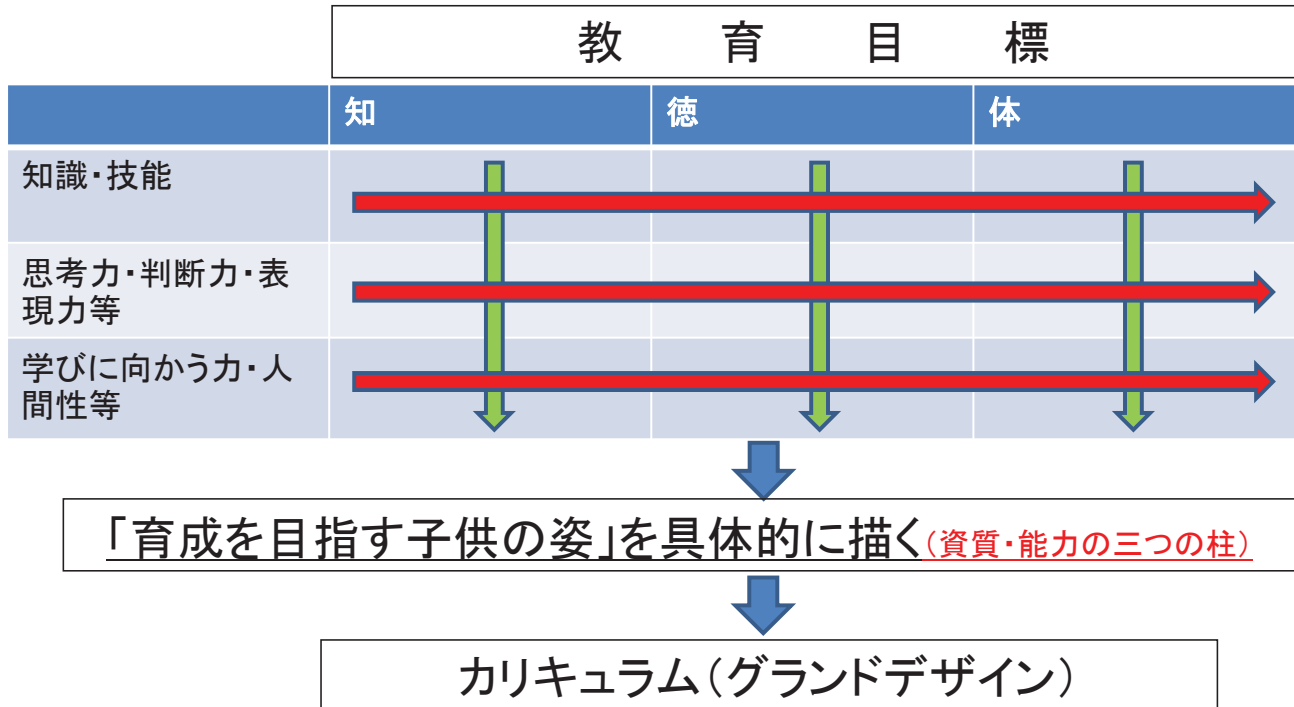 教育目標
知 徳 体
知識・技能
思考力・判断力・表
現力等
学びに向かう力・人
間性等
「育成を目指す子供の姿」を具体的に描く(資質・能力の三つの柱)
カリキュラム(グランドデザイン)